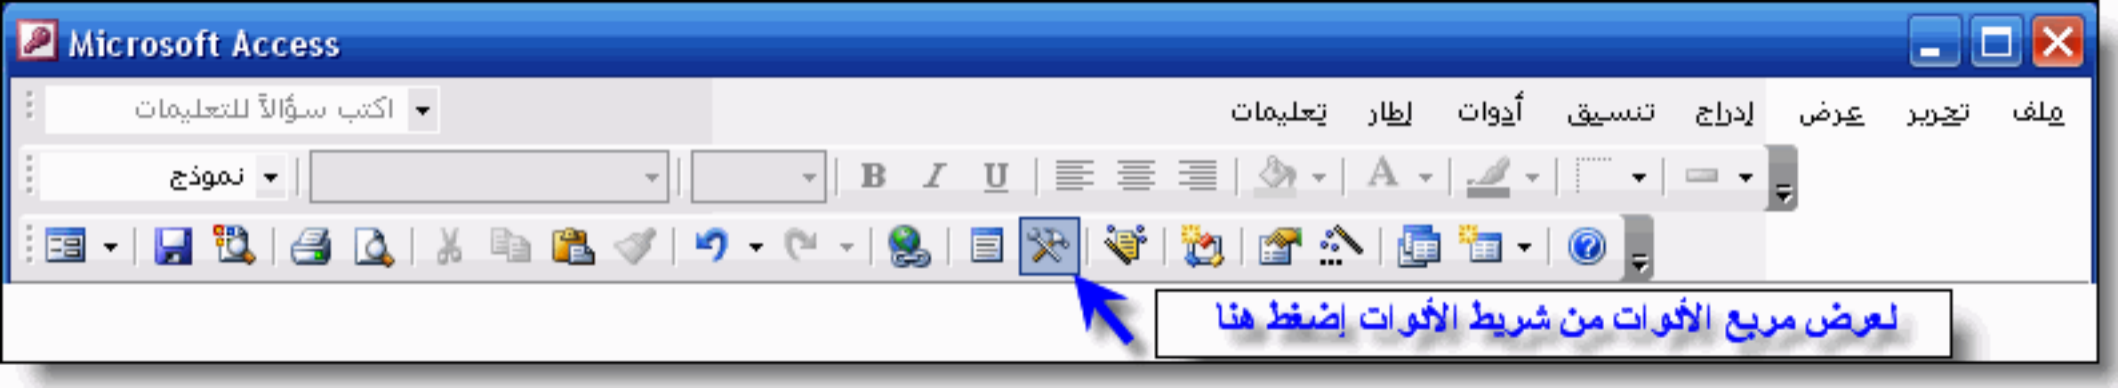 Microsoft Access
ملف تحرير عرض إدراج تنسيق أدوات إطار تعليمات اكتب سؤالاً للتعليمات
نموذج B I U A
لعرض مربع الأدوات من شريط الأدوات إضغط هنا